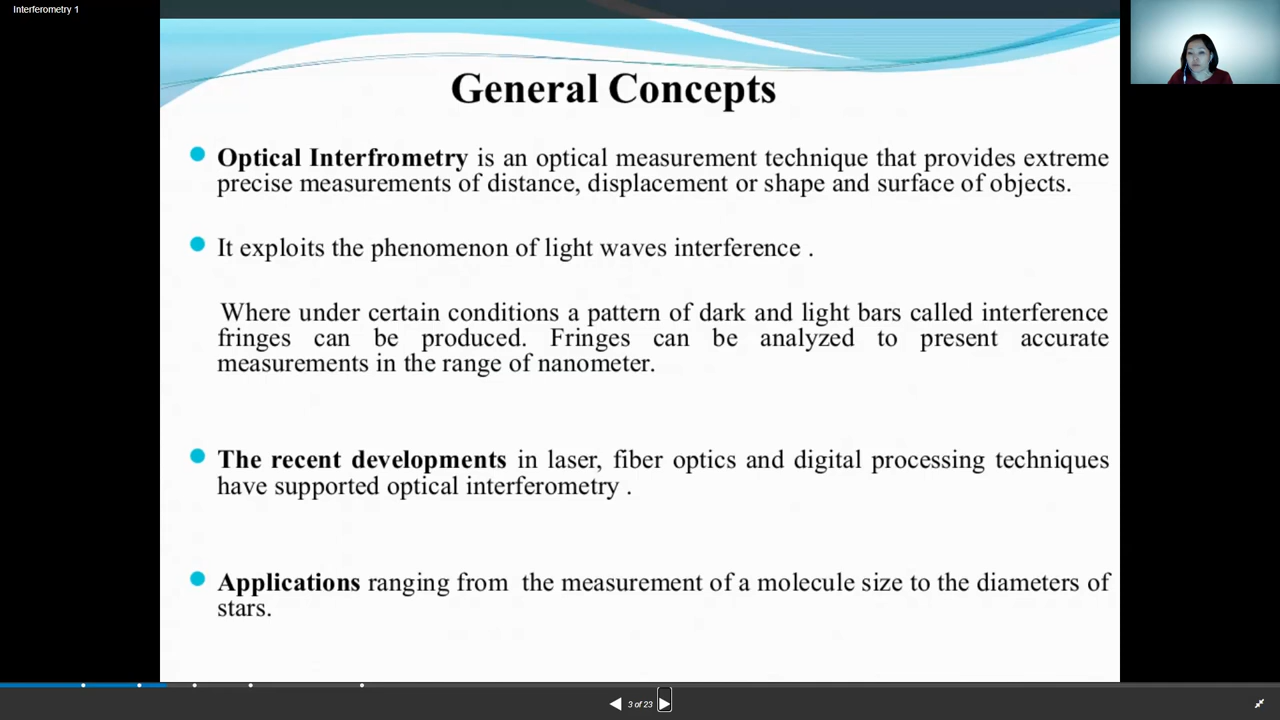 Interferometry 1
General Concepts
Optical Interfrometry is an optical measurement technique that provides extreme
precise measurements of distance, displacement or shape and surface of objects.
It exploits the phenomenon of light waves interference .
Where under certain conditions a pattern of dark and light bars called interference
fringes can be produced. Fringes can be analyzed to present accurate
measurements in the range of nanometer.
The recent developments in laser, fiber optics and digital processing techniques
have supported optical interferometry .
Applications ranging from the measurement of a molecule size to the diameters of
stars.
3 of 23